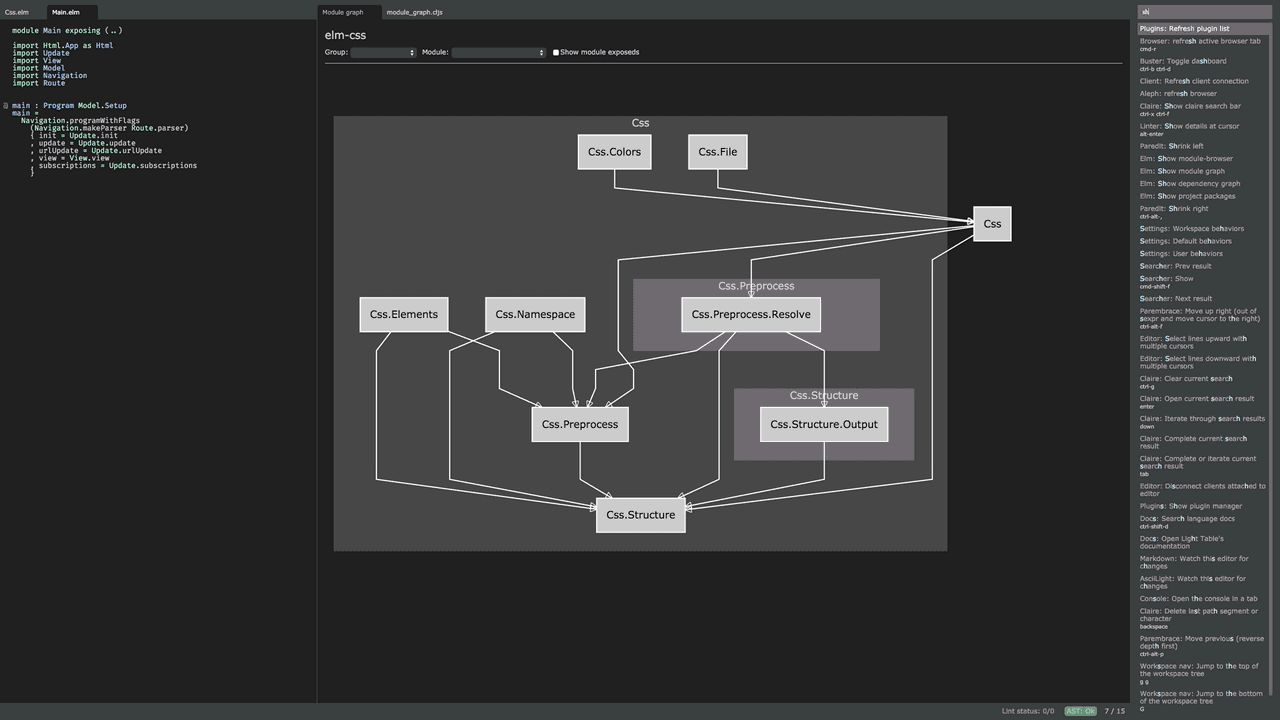 Css.elm
Main.elm
module Main exposing (..)
import Html.App as Html
import Update
import View
import Model
import Navigation
import Route
main : Program Model.Setup
main =
Navigation.programWithFlags
(Navigation.makeParser Route.parser)
{ init = Update.init
, update = Update.update
, urlUpdate = Update.urlUpdate
, view = View.view
, subscriptions = Update.subscriptions
}
Module graph
module_graph.cljs
elm-css
Group:
Module:
Show module exposeds
Css
Css.Colors
Css.File
Css
Css.Preprocess
Css.Elements
Css.Namespace
Css.Preprocess.Resolve
Css.Structure
Css.Preprocess
Css.Structure.Output
Css.Structure
Lint status: 0/0
AST: Ok
7 / 15
sh
Plugins: Refresh plugin list
Browser: refresh active browser tab
cmd-r
Buster: Toggle dashboard
ctrl-b ctrl-d
Client: Refresh client connection
Aleph: refresh browser
Claire: Show claire search bar
ctrl-x ctrl-f
Linter: Show details at cursor
alt-enter
Paredit: Shrink left
Elm: Show module-browser
Elm: Show module graph
Elm: Show dependency graph
Elm: Show project packages
Paredit: Shrink right
ctrl-alt-,
Settings: Workspace behaviors
Settings: Default behaviors
Settings: User behaviors
Searcher: Prev result
Searcher: Show
cmd-shift-f
Searcher: Next result
Parembrace: Move up right (out of
sexpr and move cursor to the right)
ctrl-alt-f
Editor: Select lines upward with
multiple cursors
Editor: Select lines downward with
multiple cursors
Claire: Clear current search
ctrl-g
Claire: Open current search result
enter
Claire: Iterate through search results
down
Claire: Complete current search
result
Claire: Complete or iterate current
search result
tab
Editor: Disconnect clients attached to
editor
Plugins: Show plugin manager
Docs: Search language docs
ctrl-shift-d
Docs: Open Light Table's
documentation
Markdown: Watch this editor for
changes
AsciiLight: Watch this editor for
changes
Console: Open the console in a tab
Claire: Delete last path segment or
character
backspace
Parembrace: Move previous (reverse
depth first)
ctrl-alt-p
Workspace nav: Jump to the top of
the workspace tree
g g
Workspace nav: Jump to the bottom
of the workspace tree
G